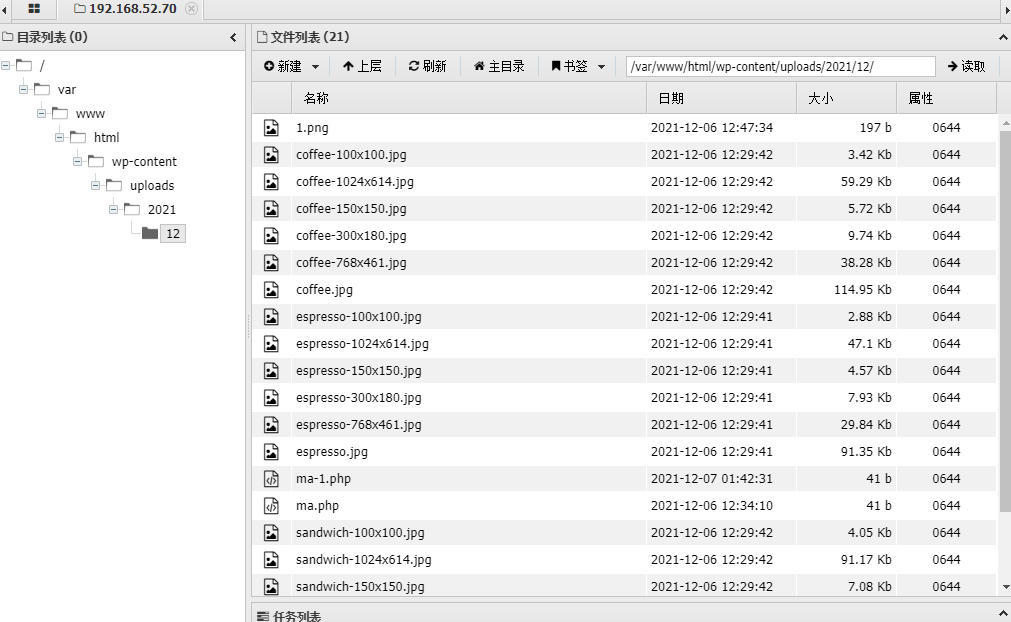 192.168.52.70
目录列表 (0)
/
var
www
html
wp-content
uploads
2021
12
文件列表 (21)
新建 上层 刷新 主目录 书签 /var/www/html/wp-content/uploads/2021/12/ 读取
名称 日期 大小 属性
1.png 2021-12-06 12:47:34 197 b 0644
coffee-100x100.jpg 2021-12-06 12:29:42 3.42 Kb 0644
coffee-1024x614.jpg 2021-12-06 12:29:42 59.29 Kb 0644
coffee-150x150.jpg 2021-12-06 12:29:42 5.72 Kb 0644
coffee-300x180.jpg 2021-12-06 12:29:42 9.74 Kb 0644
coffee-768x461.jpg 2021-12-06 12:29:42 38.28 Kb 0644
coffee.jpg 2021-12-06 12:29:42 114.95 Kb 0644
espresso-100x100.jpg 2021-12-06 12:29:41 2.88 Kb 0644
espresso-1024x614.jpg 2021-12-06 12:29:41 47.1 Kb 0644
espresso-150x150.jpg 2021-12-06 12:29:41 4.57 Kb 0644
espresso-300x180.jpg 2021-12-06 12:29:41 7.93 Kb 0644
espresso-768x461.jpg 2021-12-06 12:29:41 29.84 Kb 0644
espresso.jpg 2021-12-06 12:29:41 91.35 Kb 0644
ma-1.php 2021-12-07 01:42:31 41 b 0644
ma.php 2021-12-06 12:34:10 41 b 0644
sandwich-100x100.jpg 2021-12-06 12:29:42 4.05 Kb 0644
sandwich-1024x614.jpg 2021-12-06 12:29:42 91.17 Kb 0644
sandwich-150x150.jpg 2021-12-06 12:29:42 7.08 Kb 0644
任务列表